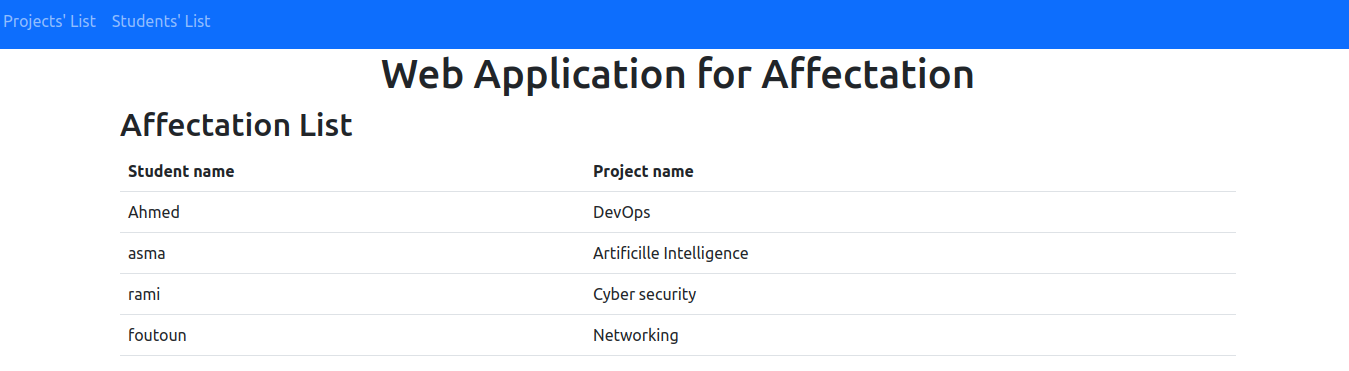 Projects' List Students' List
Web Application for Affectation
Affectation List
Student name Project name
Ahmed DevOps
asma Artificille Intelligence
rami Cyber security
foutoun Networking